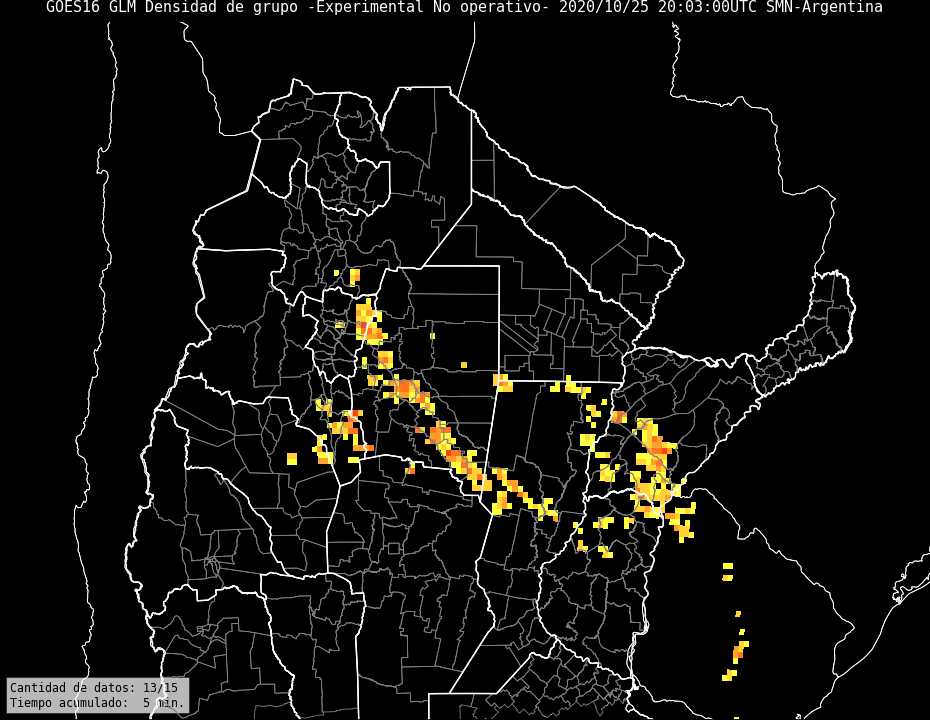 GOES16 GLM Densidad de grupo -Experimental No operativo- 2020/10/25 20:03:00UTC SMN-Argentina
Cantidad de datos: 13/15
Tiempo acumulado:  5 min.